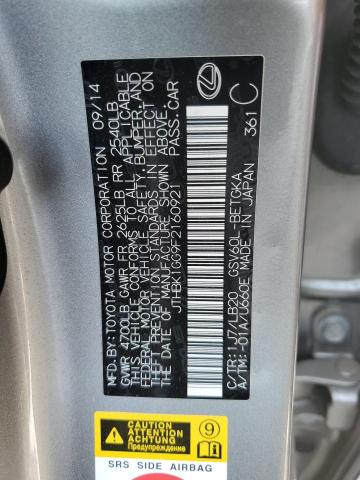 MFD. BY: TOYOTA MOTOR CORPORATION 09/14
GVWR 4700LB GAWR FR 2625LB RR 2540LB
THIS VEHICLE CONFORMS TO ALL APPLICABLE
FEDERAL MOTOR VEHICLE SAFETY, BUMPER, AND
THEFT PREVENTION STANDARDS IN EFFECT ON
THE DATE OF MANUFACTURE SHOWN ABOVE.
JTHBK1GG9F2160921 PASS.CAR
C/TR:1J7/LB20 GSV60L-BETGKA
A/TM:-01A/U660E MADE IN JAPAN 361
C
CAUTION
ATTENTION
ACHTUNG
Предупреждение
9
SRS SIDE AIRBAG